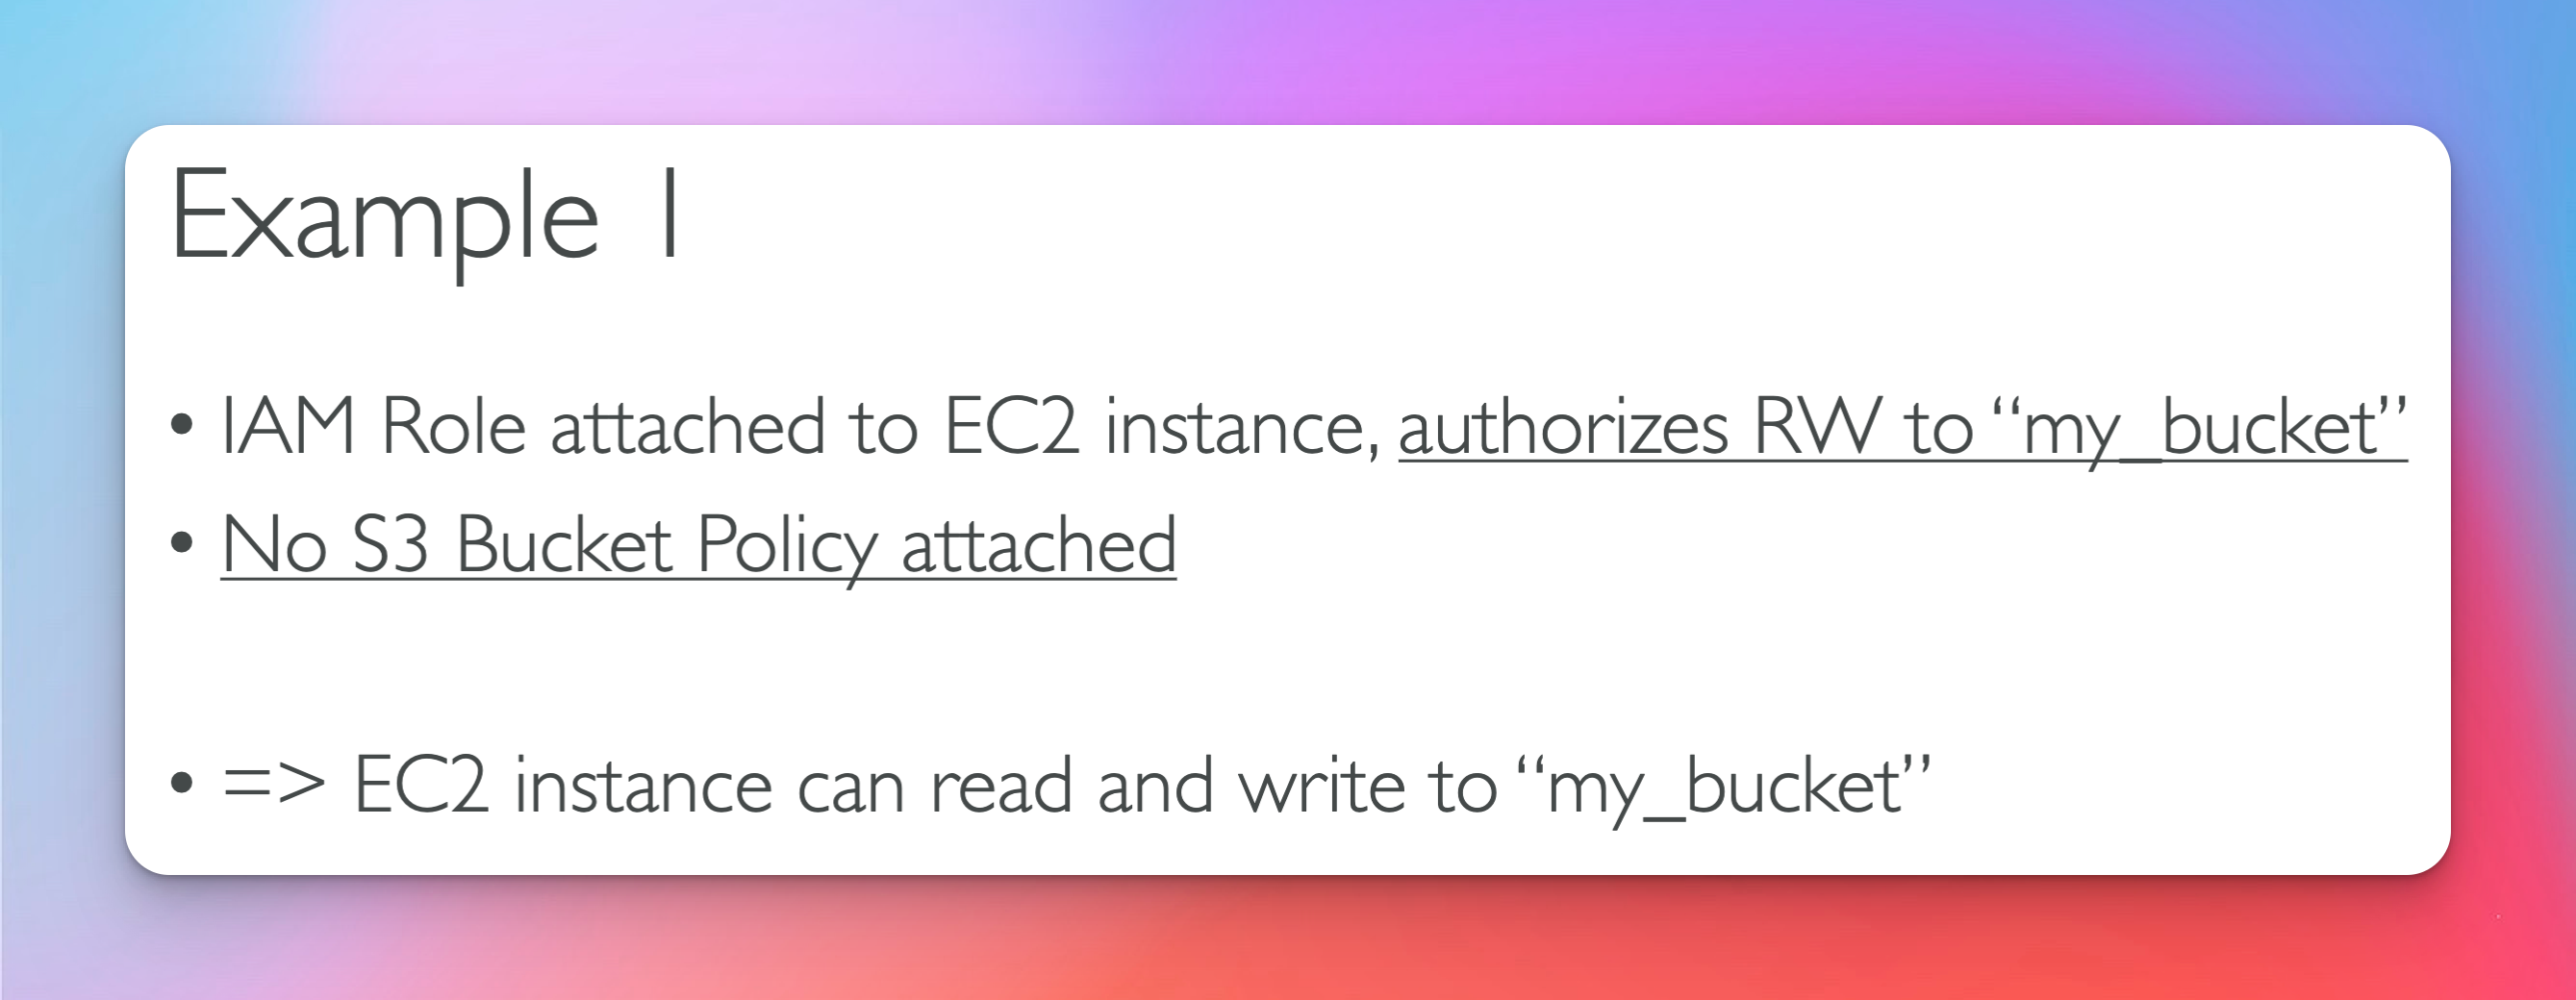 Example 1
• IAM Role attached to EC2 instance, authorizes RW to “my_bucket”
• No S3 Bucket Policy attached
• => EC2 instance can read and write to “my_bucket”